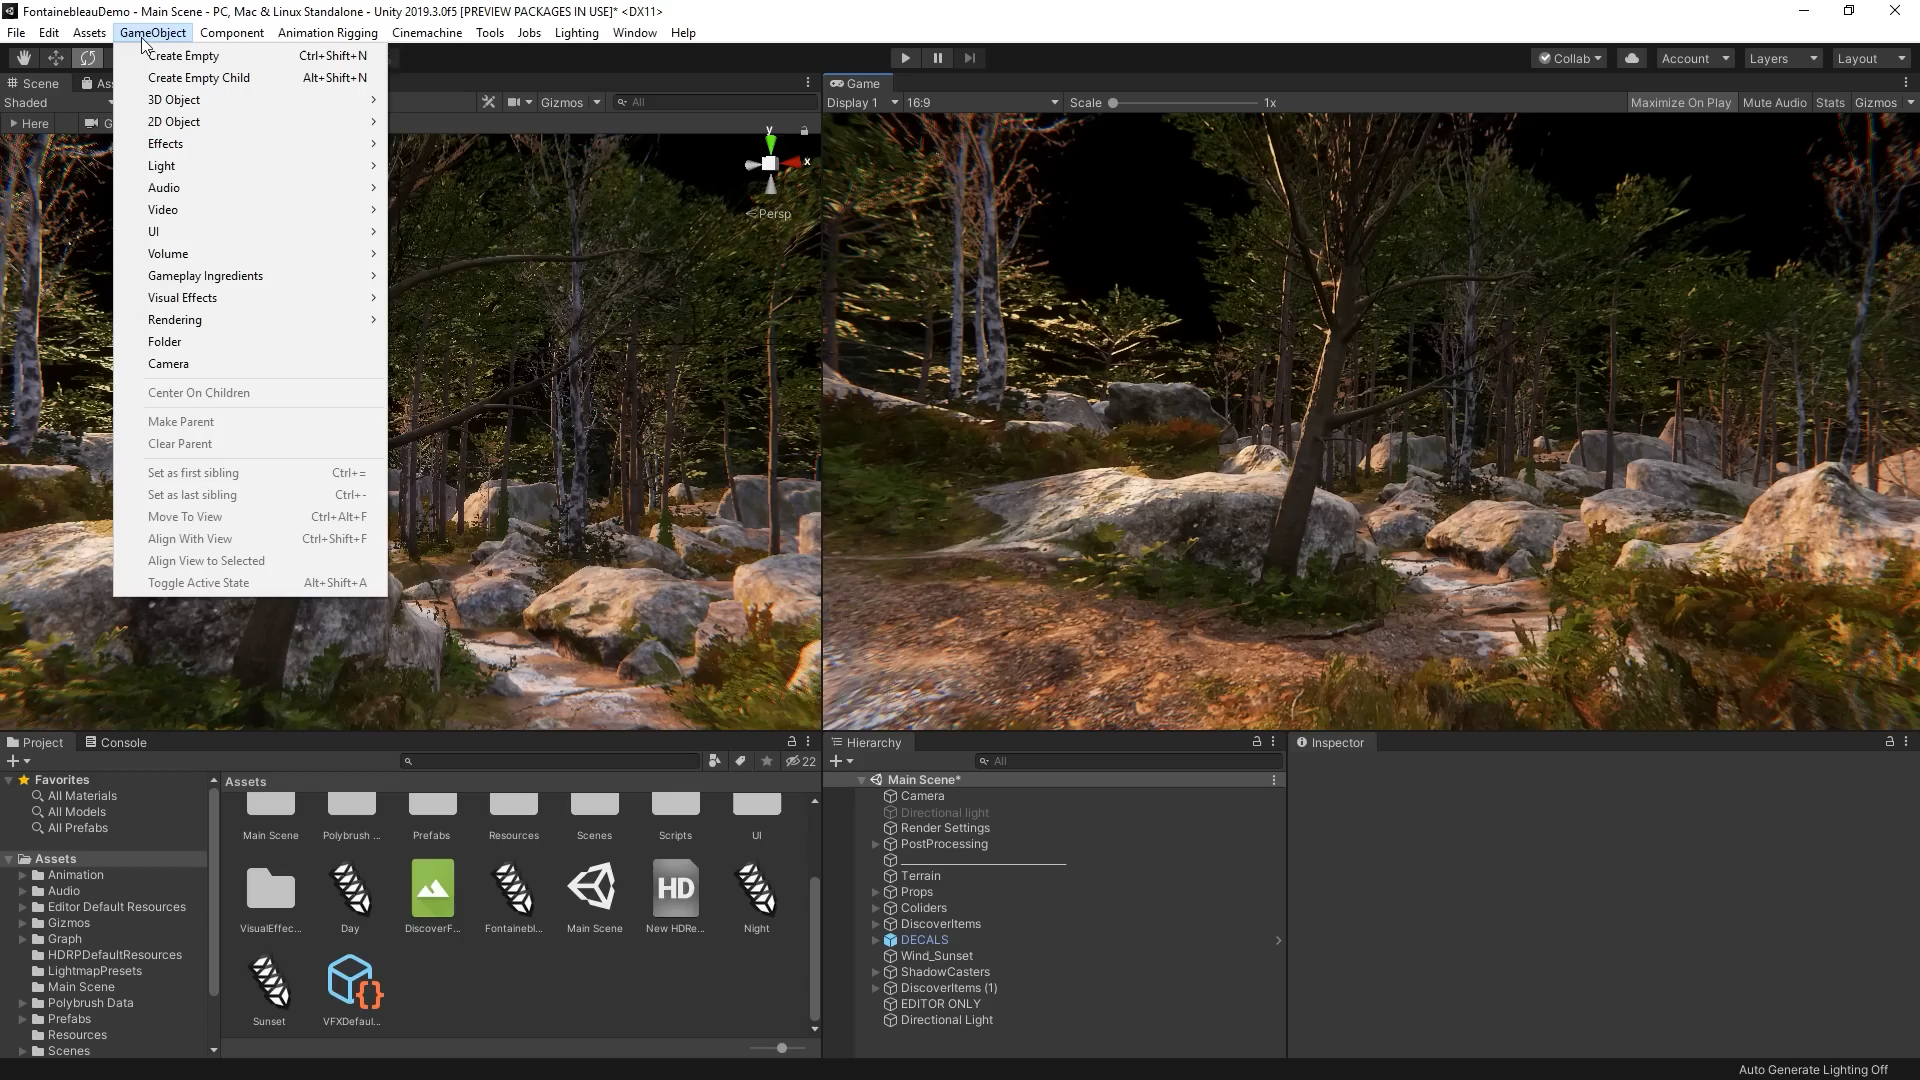 FontainebleauDemo - Main Scene - PC, Mac & Linux Standalone - Unity 2019.3.0f5 [PREVIEW PACKAGES IN USE]* <DX11>
File Edit Assets GameObject Component Animation Rigging Cinemachine Tools Jobs Lighting Window Help
Collab Account Layers Layout
Scene
Shaded
Gizmos All
Here
Create Empty Ctrl+Shift+N
Create Empty Child Alt+Shift+N
3D Object
2D Object
Effects
Light
Audio
Video
UI
Volume
Gameplay Ingredients
Visual Effects
Rendering
Folder
Camera
Center On Children
Make Parent
Clear Parent
Set as first sibling Ctrl+=
Set as last sibling Ctrl+-
Move To View Ctrl+Alt+F
Align With View Ctrl+Shift+F
Align View to Selected
Toggle Active State Alt+Shift+A
y
x
Persp
Game
Display 1 16:9 Scale 1x Maximize On Play Mute Audio Stats Gizmos
Project Console
22
Favorites
All Materials
All Models
All Prefabs
Assets
Animation
Audio
Editor Default Resources
Gizmos
Graph
HDRPDefaultResources
LightmapPresets
Main Scene
Polybrush Data
Prefabs
Resources
Scenes
Assets
Main Scene Polybrush ... Prefabs Resources Scenes Scripts UI
HD
VisualEffec... Day DiscoverF... Fontainebl... Main Scene New HDRe... Night
Sunset VFXDefaul...
Hierarchy
All
Main Scene*
Camera
Directional light
Render Settings
PostProcessing
Terrain
Props
Coliders
DiscoverItems
DECALS
Wind_Sunset
ShadowCasters
DiscoverItems (1)
EDITOR ONLY
Directional Light
Inspector
Auto Generate Lighting Off